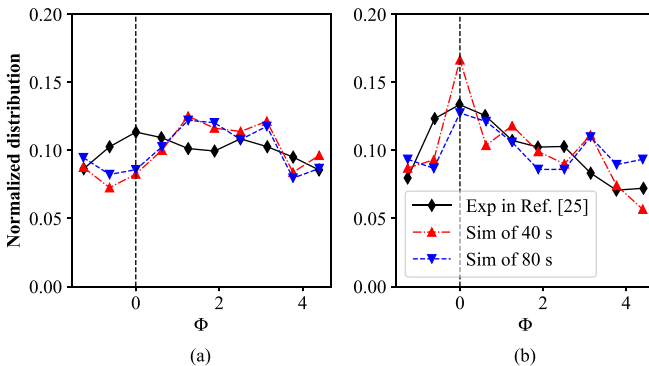 Normalized distribution
0.20
0.15
0.10
0.05
0.00
0
2
4
Φ
(a)
0.20
0.15
0.10
0.05
0.00
Exp in Ref. [25]
Sim of 40 s
Sim of 80 s
0
2
4
Φ
(b)